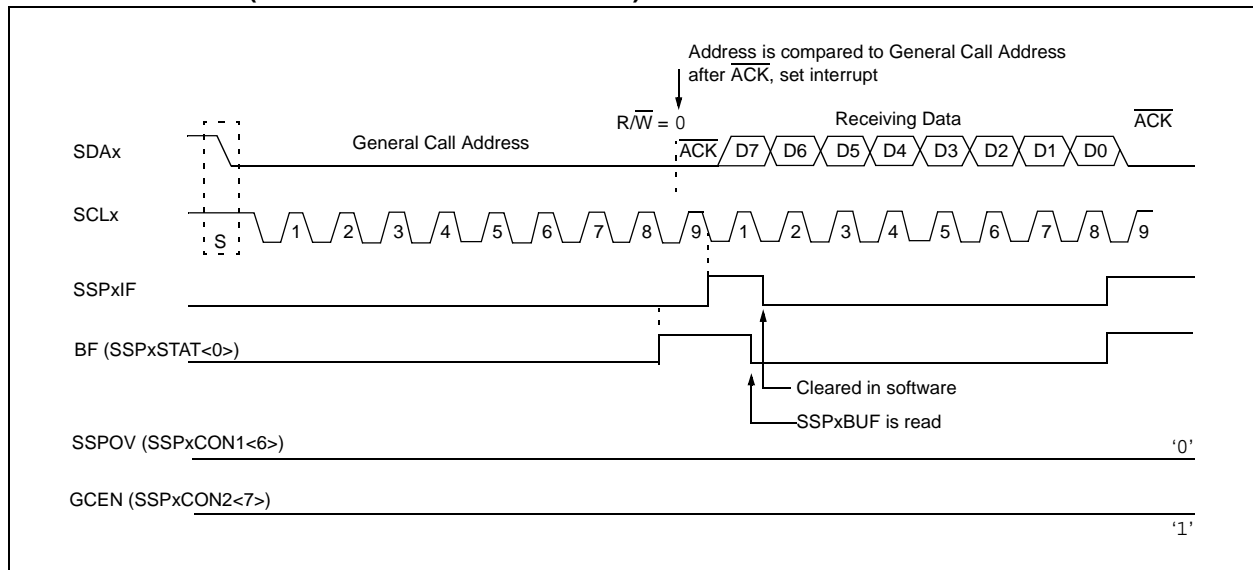 Address is compared to General Call Address
after ACK, set interrupt
R/W = 0
Receiving Data
ACK
SDAx
General Call Address
ACK D7 D6 D5 D4 D3 D2 D1 D0
SCLx
S 1 2 3 4 5 6 7 8 9 1 2 3 4 5 6 7 8 9
SSPxIF
BF (SSPxSTAT<0>)
Cleared in software
SSPxBUF is read
SSPOV (SSPxCON1<6>)
‘0’
GCEN (SSPxCON2<7>)
‘1’